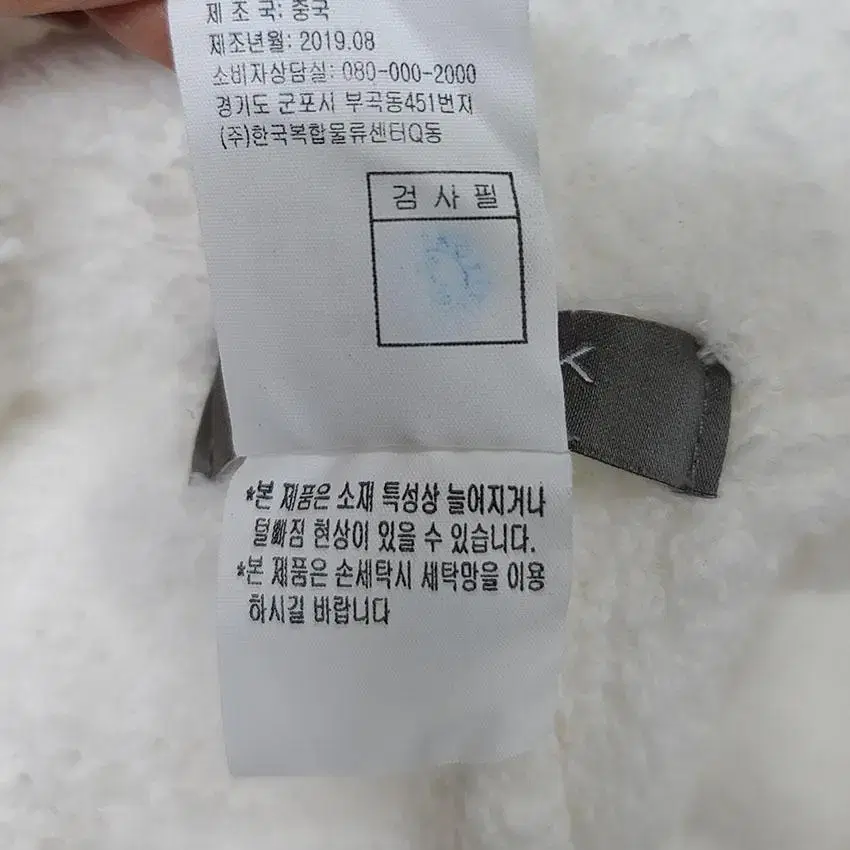 제 조 국: 중국
제조년월: 2019.08
소비자상담실: 080-000-2000
경기도 군포시 부곡동451번지
(주)한국복합물류센터Q동
검 사 필
K
*본 제품은 소재 특성상 늘어지거나
털빠짐 현상이 있을 수 있습니다.
*본 제품은 손세탁시 세탁망을 이용
하시길 바랍니다